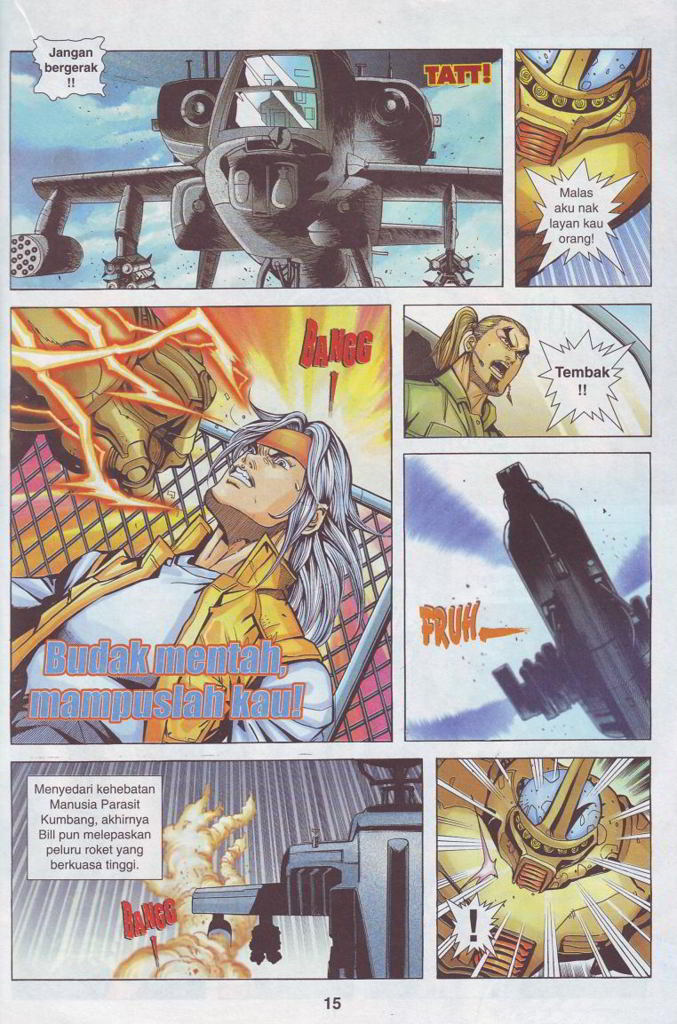 Jangan
bergerak
!!
TATT!
Malas
aku nak
layan kau
orang!
BANGG
!
Tembak
!!
Budak mentah,
mampuslah kau!
FRUH
Menyedari kehebatan
Manusia Parasit
Kumbang, akhirnya
Bill pun melepaskan
peluru roket yang
berkuasa tinggi.
BANGG
!
!
15